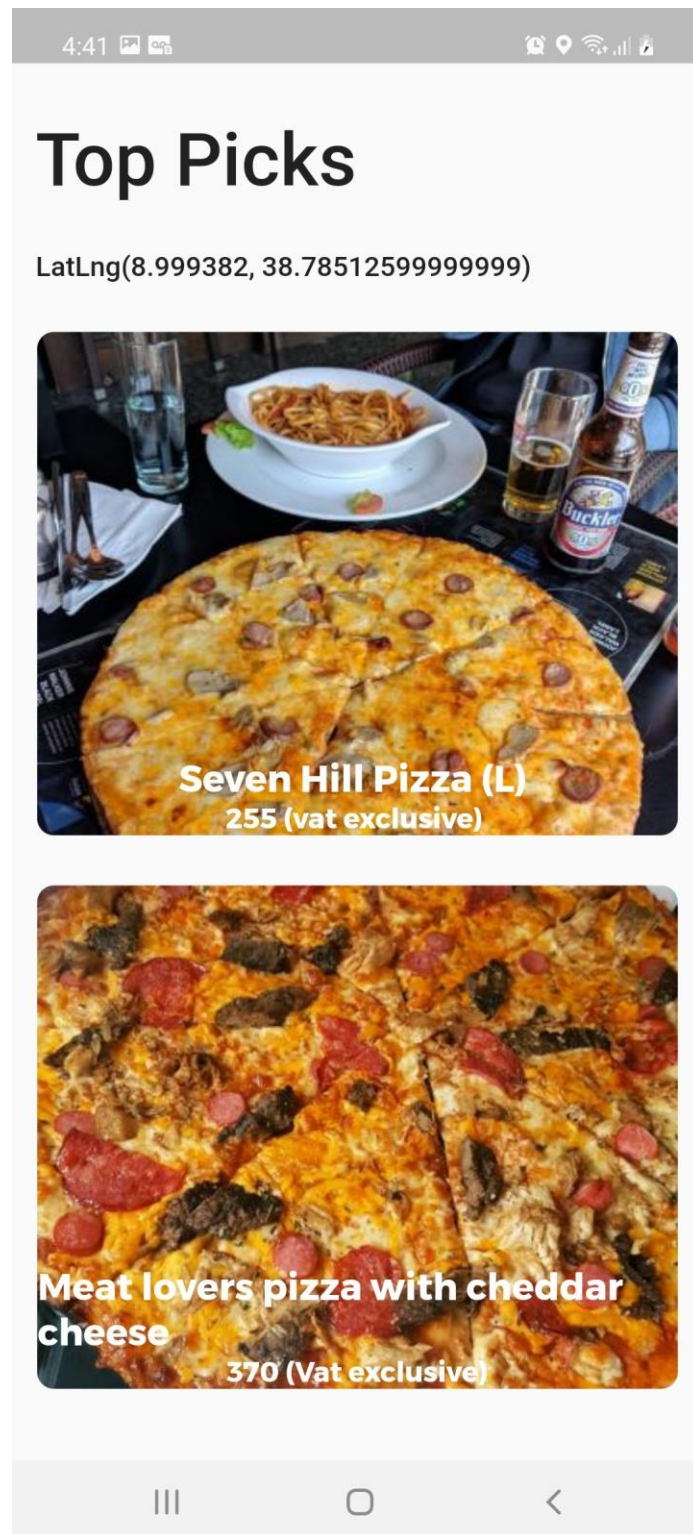 4:41
Top Picks
LatLng(8.999382, 38.78512599999999)
Buckler
Seven Hill Pizza (L)
255 (vat exclusive)
Meat lovers pizza with cheddar
cheese
370 (Vat exclusive)